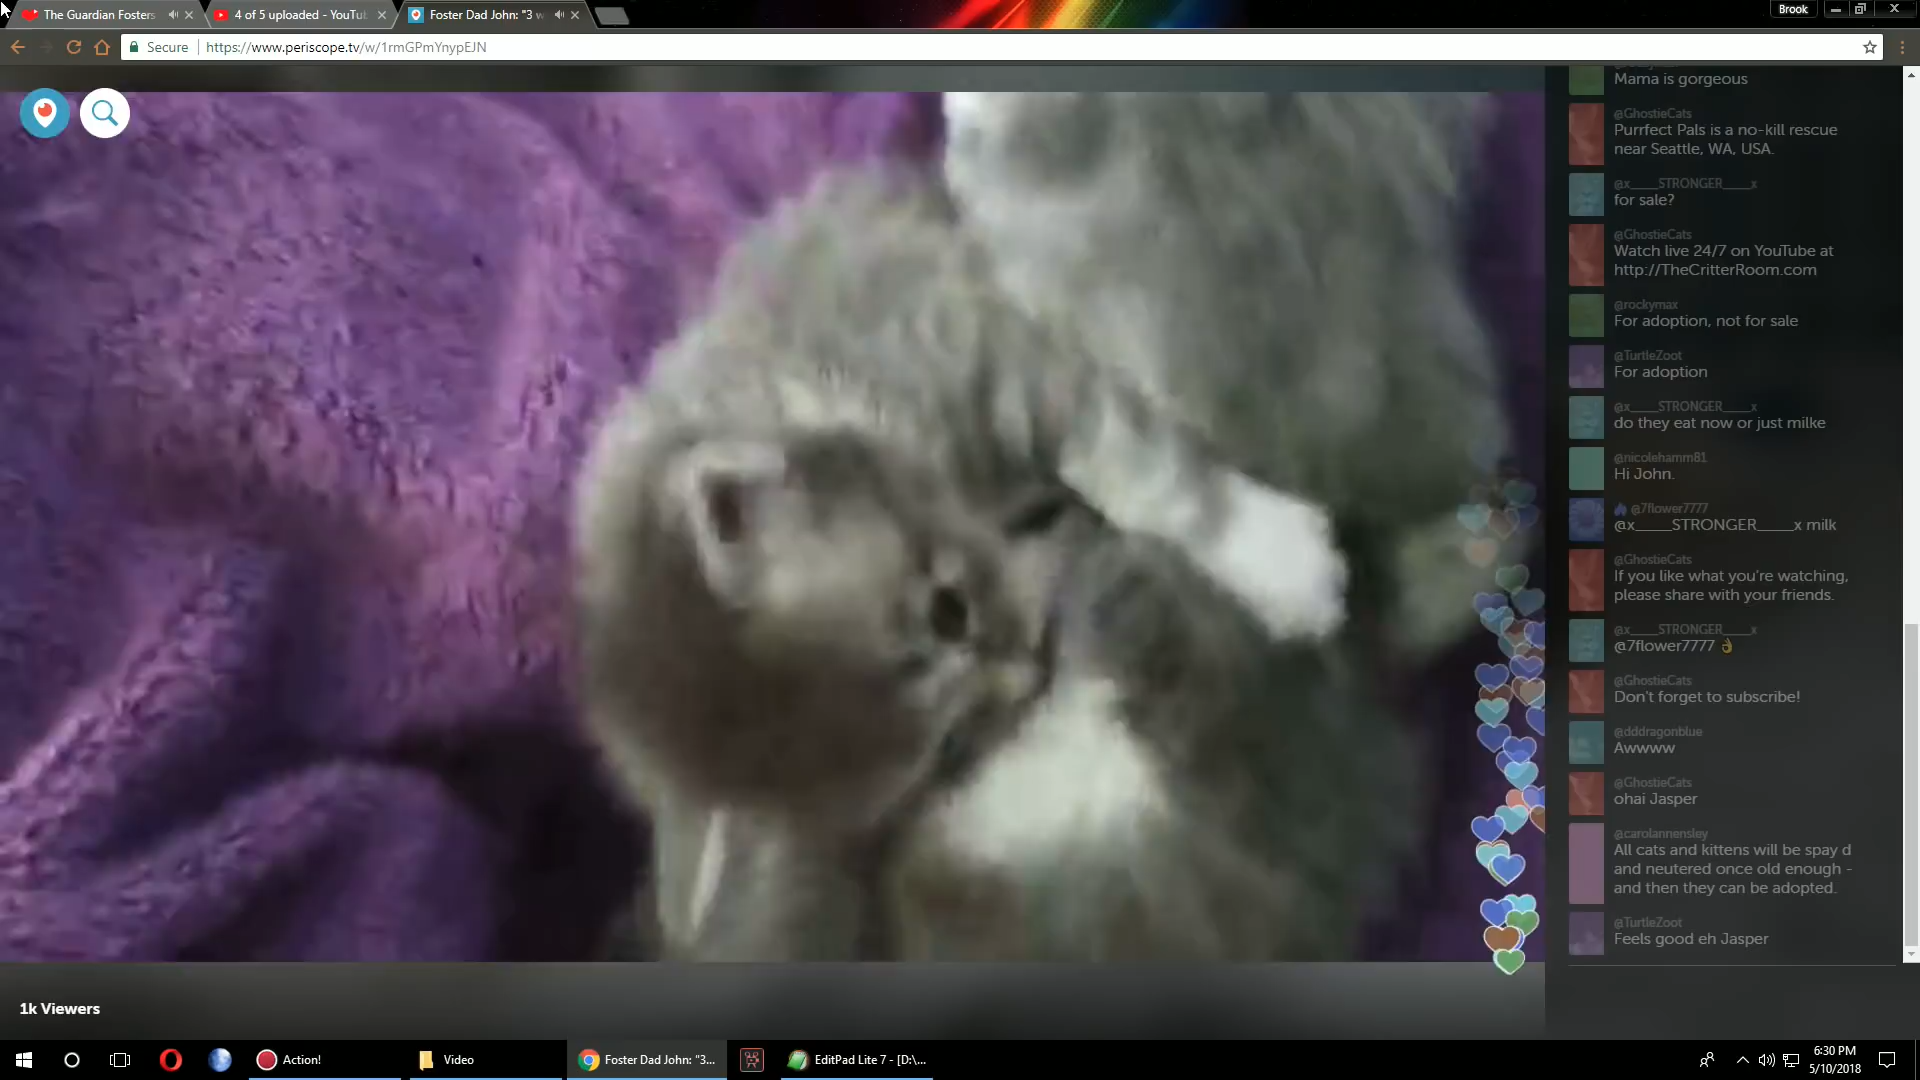 The Guardian Fosters
4 of 5 uploaded - YouTu
Foster Dad John: "3 w
Brook
Secure
https://www.periscope.tv/w/1rmGPmYnypEJN
Mama is gorgeous
@GhostieCats
Purrfect Pals is a no-kill rescue
near Seattle, WA, USA.
@x____STRONGER____x
for sale?
@GhostieCats
Watch live 24/7 on YouTube at
http://TheCritterRoom.com
@rockymax
For adoption, not for sale
@TurtleZoot
For adoption
@x____STRONGER____x
do they eat now or just milke
@nicolehamm81
Hi John.
@7flower7777
@x____STRONGER____x milk
@GhostieCats
If you like what you're watching,
please share with your friends.
@x____STRONGER____x
@7flower7777 👌
@GhostieCats
Don't forget to subscribe!
@dddragonblue
Awwww
@GhostieCats
ohai Jasper
@carolannensley
All cats and kittens will be spay d
and neutered once old enough -
and then they can be adopted.
@TurtleZoot
Feels good eh Jasper
1k Viewers
Action!
Video
Foster Dad John: "3...
EditPad Lite 7 - [D:\...
6:30 PM
5/10/2018